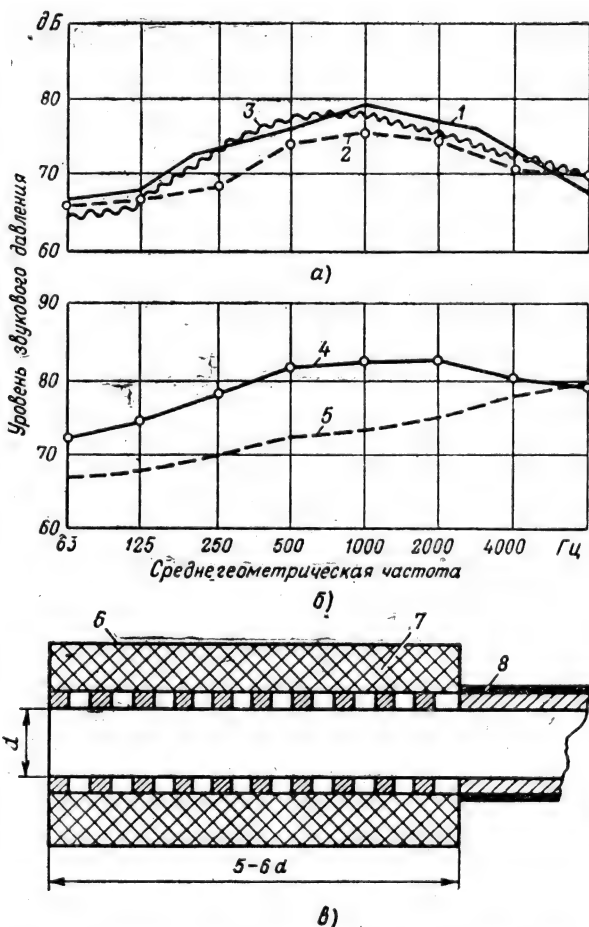 дБ
80
3
1
2
70
60
а)
Уровень звукового давления
90
4
80
5
70
60
63 125 250 500 1000 2000 4000 Гц
Среднегеометрическая частота
б)
6 7
8
d
5-6d
в)